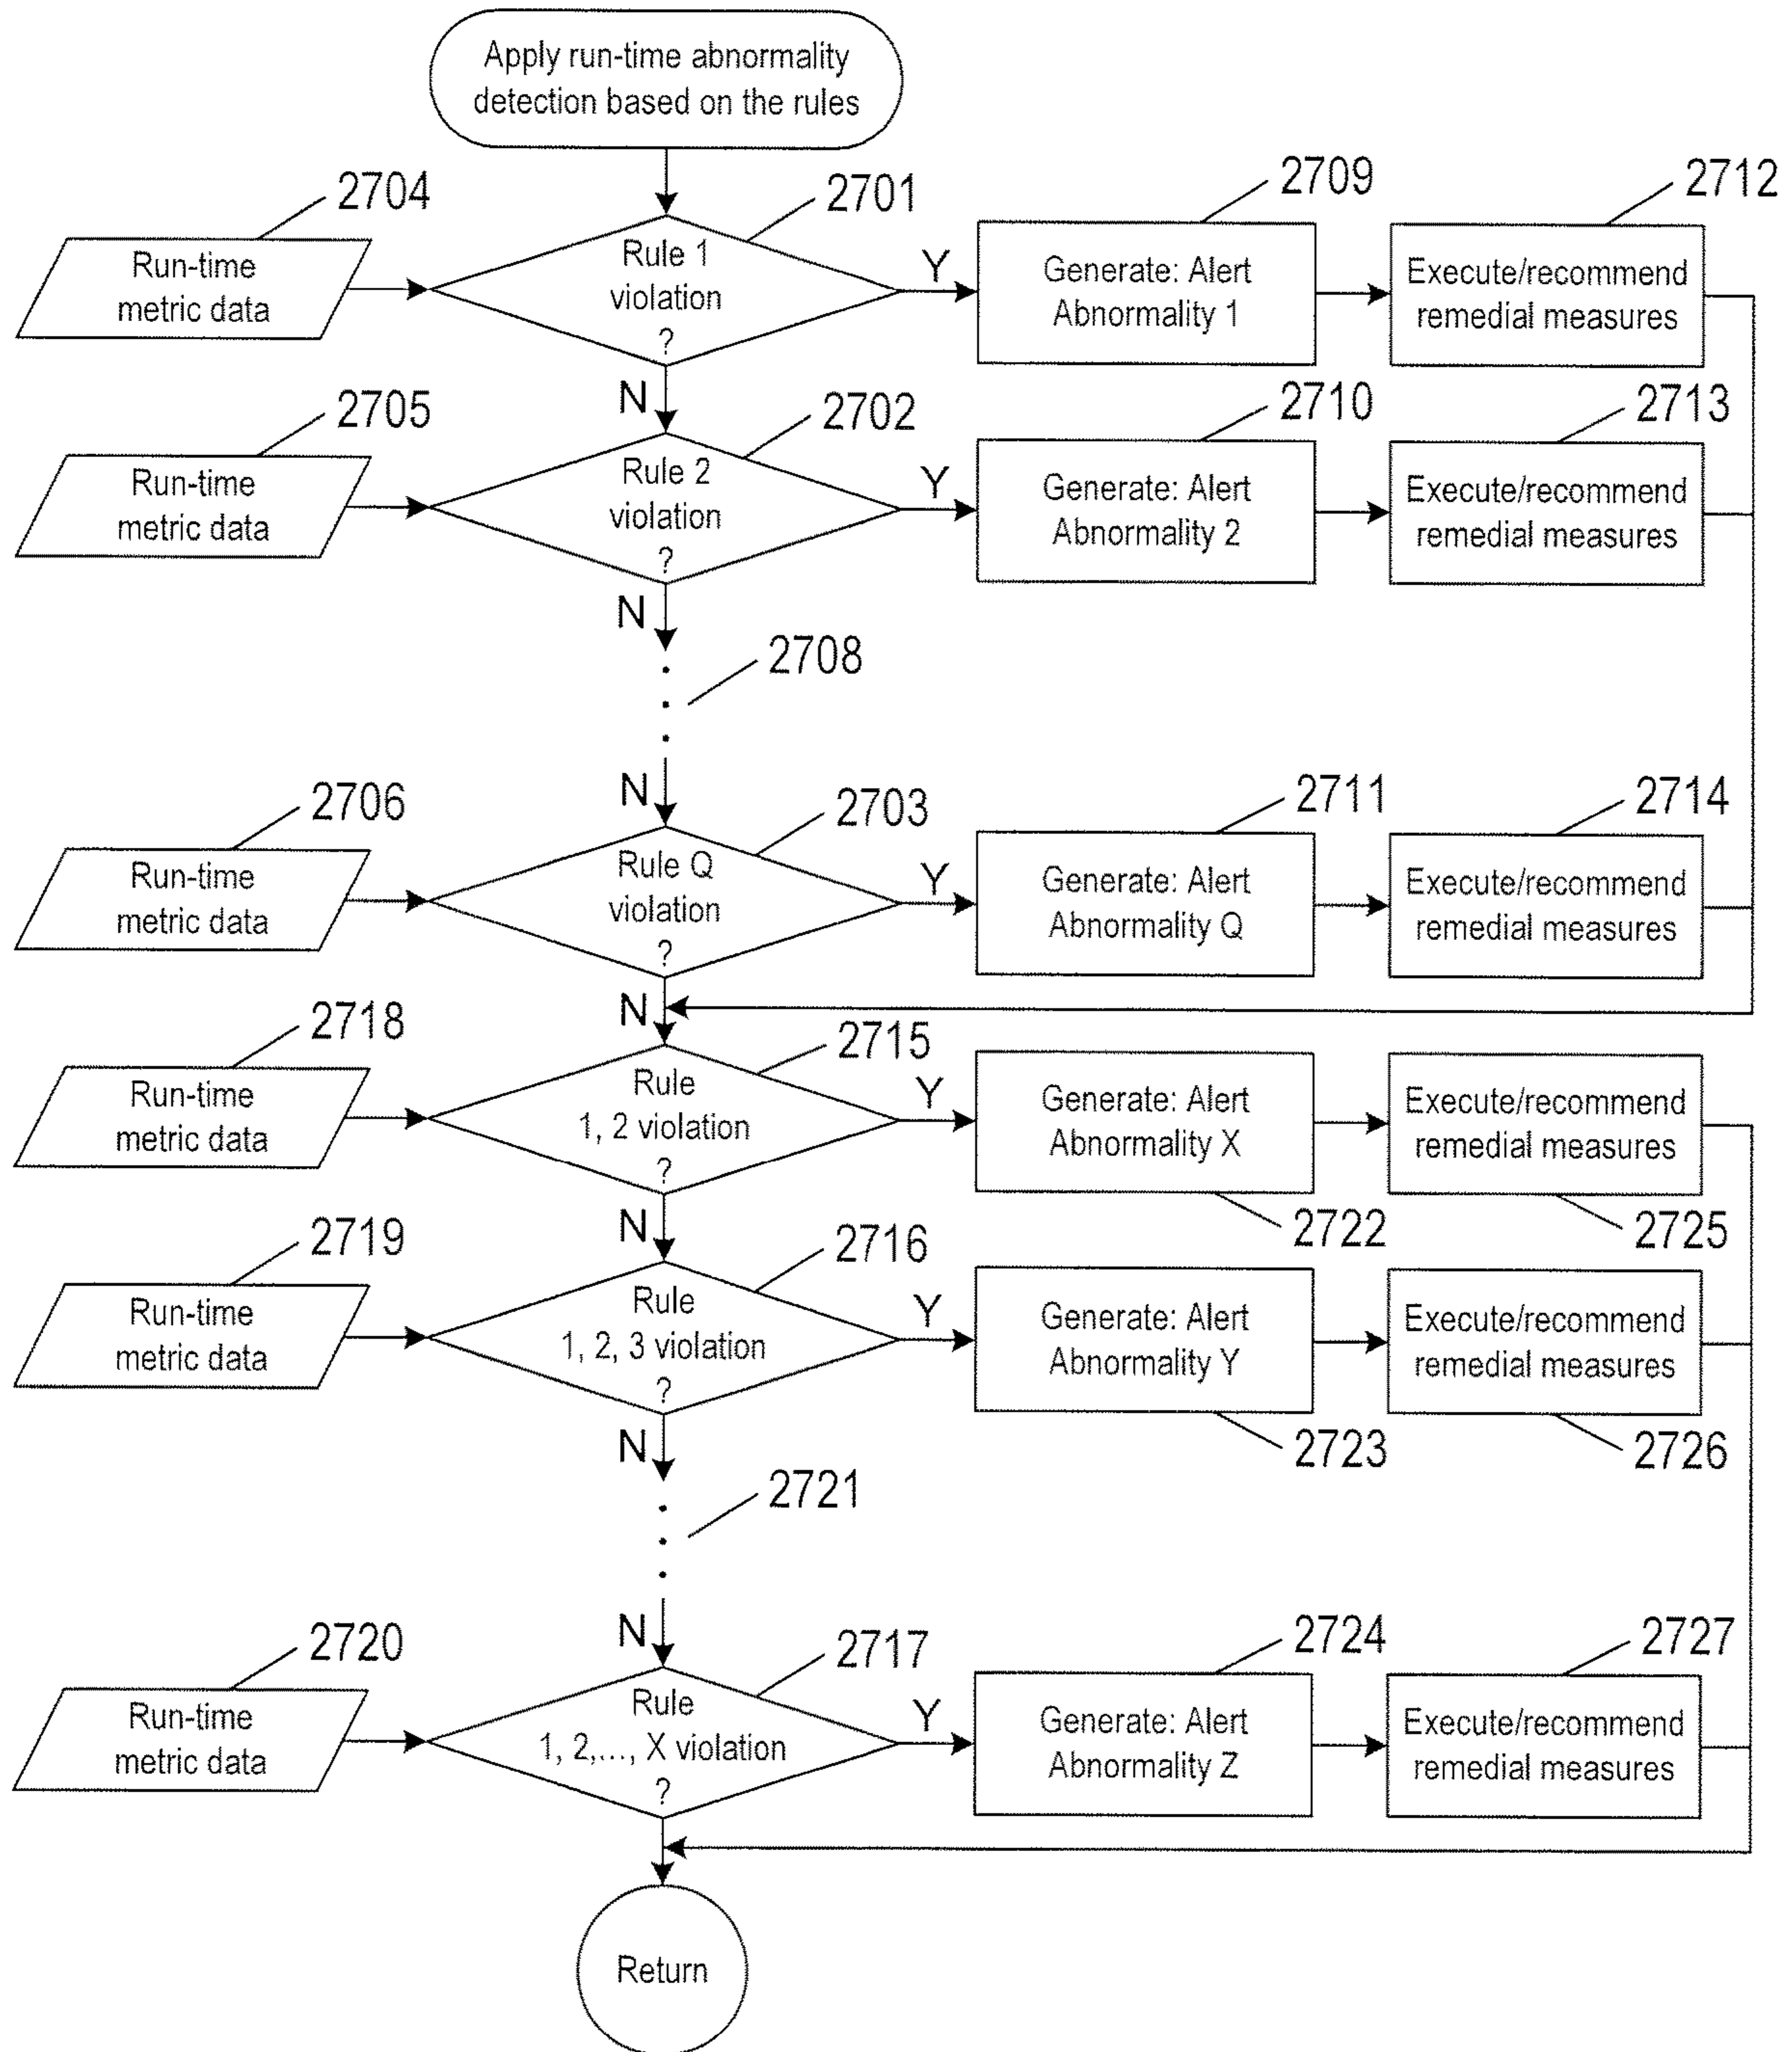 Apply run-time abnormality
detection based on the rules
2704
2701
2709
2712
Run-time
metric data
Rule 1
violation
?
Y
Generate: Alert
Abnormality 1
Execute/recommend
remedial measures
N
2705
2702
2710
2713
Run-time
metric data
Rule 2
violation
?
Y
Generate: Alert
Abnormality 2
Execute/recommend
remedial measures
N
2708
N
2706
2703
2711
2714
Run-time
metric data
Rule Q
violation
?
Y
Generate: Alert
Abnormality Q
Execute/recommend
remedial measures
N
2718
2715
Run-time
metric data
Rule
1, 2 violation
?
Y
Generate: Alert
Abnormality X
Execute/recommend
remedial measures
2722
2725
N
2719
2716
Run-time
metric data
Rule
1, 2, 3 violation
?
Y
Generate: Alert
Abnormality Y
Execute/recommend
remedial measures
2723
2726
N
2721
N
2720
2717
2724
2727
Run-time
metric data
Rule
1, 2,..., X violation
?
Y
Generate: Alert
Abnormality Z
Execute/recommend
remedial measures
Return